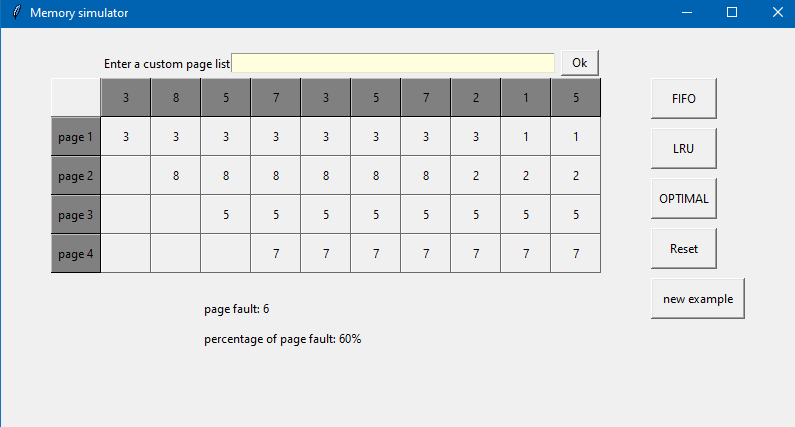 Memory simulator
Enter a custom page list Ok
3 8 5 7 3 5 7 2 1 5 FIFO
page 1 3 3 3 3 3 3 3 3 1 1 LRU
page 2 8 8 8 8 8 8 2 2 2
page 3 5 5 5 5 5 5 5 5 OPTIMAL
page 4 7 7 7 7 7 7 7 Reset
new example
page fault: 6
percentage of page fault: 60%